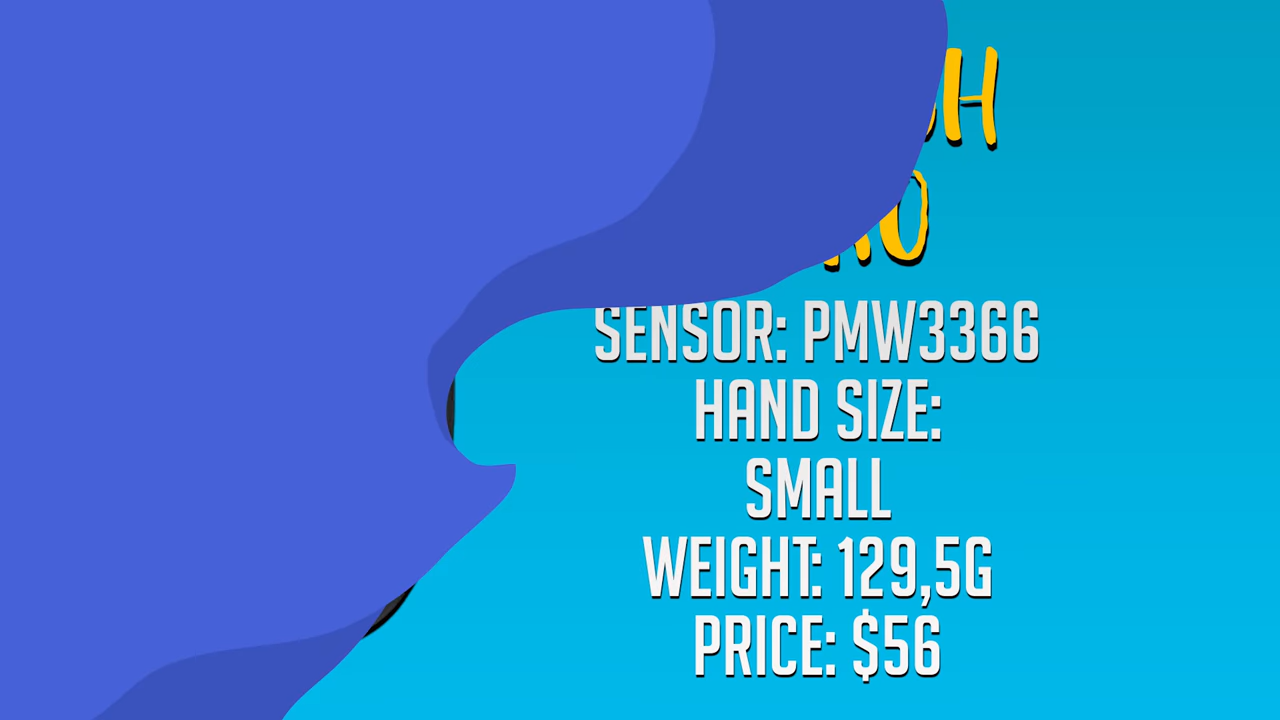 SENSOR: PMW3366
HAND SIZE:
SMALL
WEIGHT: 129,5G
PRICE: $56